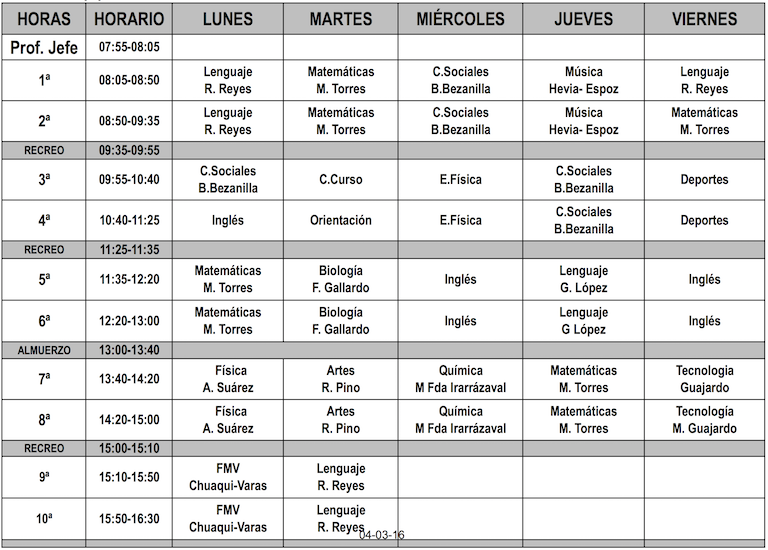 HORAS HORARIO LUNES MARTES MIÉRCOLES JUEVES VIERNES
Prof. Jefe 07:55-08:05
1ª 08:05-08:50 Lenguaje R. Reyes Matemáticas M. Torres C.Sociales B.Bezanilla Música Hevia- Espoz Lenguaje R. Reyes
2ª 08:50-09:35 Lenguaje R. Reyes Matemáticas M. Torres C.Sociales B.Bezanilla Música Hevia- Espoz Matemáticas M. Torres
RECREO 09:35-09:55
3ª 09:55-10:40 C.Sociales B.Bezanilla C.Curso E.Física C.Sociales B.Bezanilla Deportes
4ª 10:40-11:25 Inglés Orientación E.Física C.Sociales B.Bezanilla Deportes
RECREO 11:25-11:35
5ª 11:35-12:20 Matemáticas M. Torres Biología F. Gallardo Inglés Lenguaje G. López Inglés
6ª 12:20-13:00 Matemáticas M. Torres Biología F. Gallardo Inglés Lenguaje G López Inglés
ALMUERZO 13:00-13:40
7ª 13:40-14:20 Física A. Suárez Artes R. Pino Química M Fda Irarrázaval Matemáticas M. Torres Tecnologia Guajardo
8ª 14:20-15:00 Física A. Suárez Artes R. Pino Química M Fda Irarrázaval Matemáticas M. Torres Tecnología M. Guajardo
RECREO 15:00-15:10
9ª 15:10-15:50 FMV Chuaqui-Varas Lenguaje R. Reyes
10ª 15:50-16:30 FMV Chuaqui-Varas Lenguaje R. Reyes
04-03-16